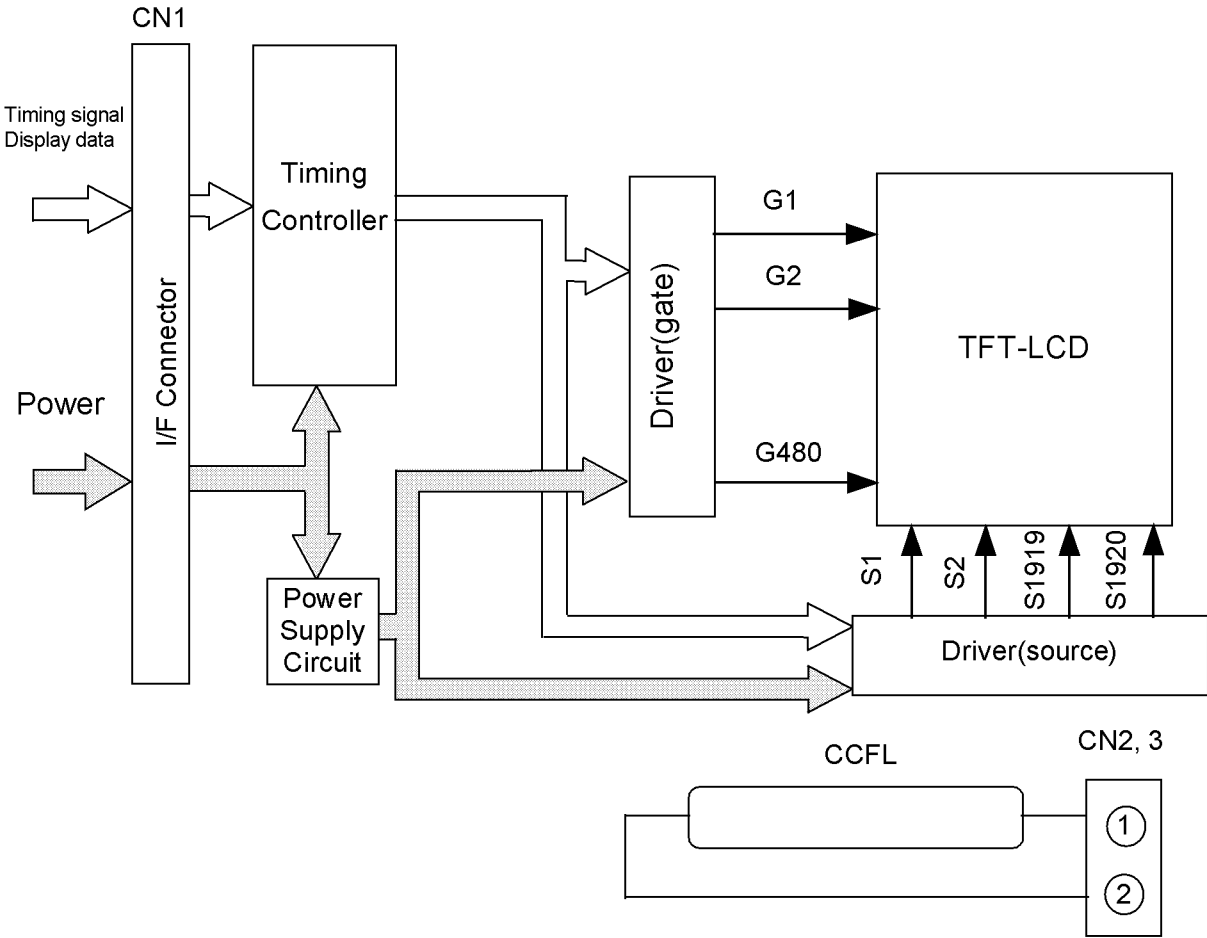 CN1
Timing signal
Display data
Power
I/F Connector
Timing
Controller
Power
Supply
Circuit
Driver(gate)
G1
G2
G480
TFT-LCD
S1
S2
S1919
S1920
Driver(source)
CCFL
CN2, 3
1
2